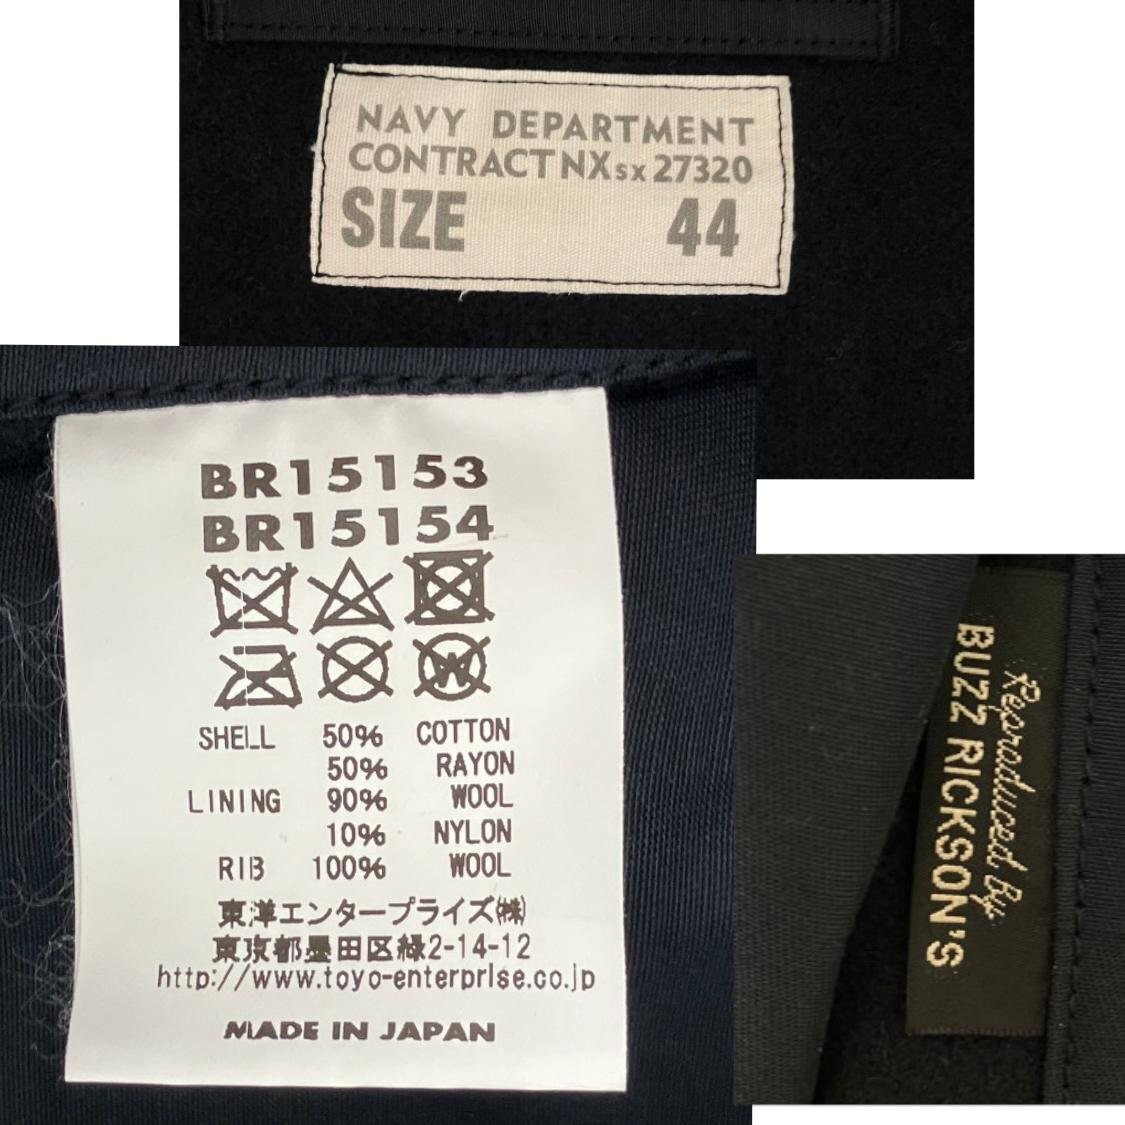 NAVY DEPARTMENT
CONTRACT NXsx 27320
SIZE 44
BR15153
BR15154
W
SHELL 50% COTTON
50% RAYON
LINING 90% WOOL
10% NYLON
RIB 100% WOOL
東洋エンタープライズ㈱
東京都墨田区緑2-14-12
http://www.toyo-enterprise.co.jp
MADE IN JAPAN
Reproduced By
BUZZ RICKSON'S